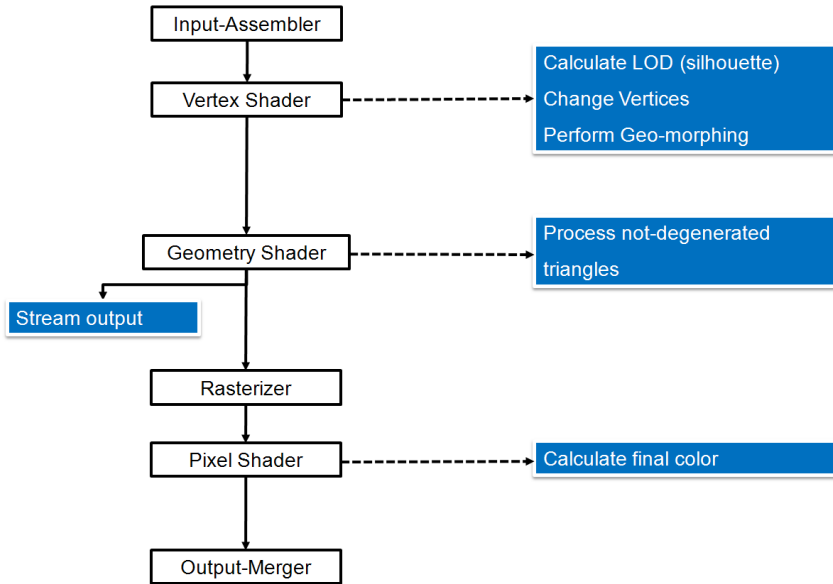 Input-Assembler
Vertex Shader
Calculate LOD (silhouette)
Change Vertices
Perform Geo-morphing
Geometry Shader
Process not-degenerated
triangles
Stream output
Rasterizer
Pixel Shader
Calculate final color
Output-Merger